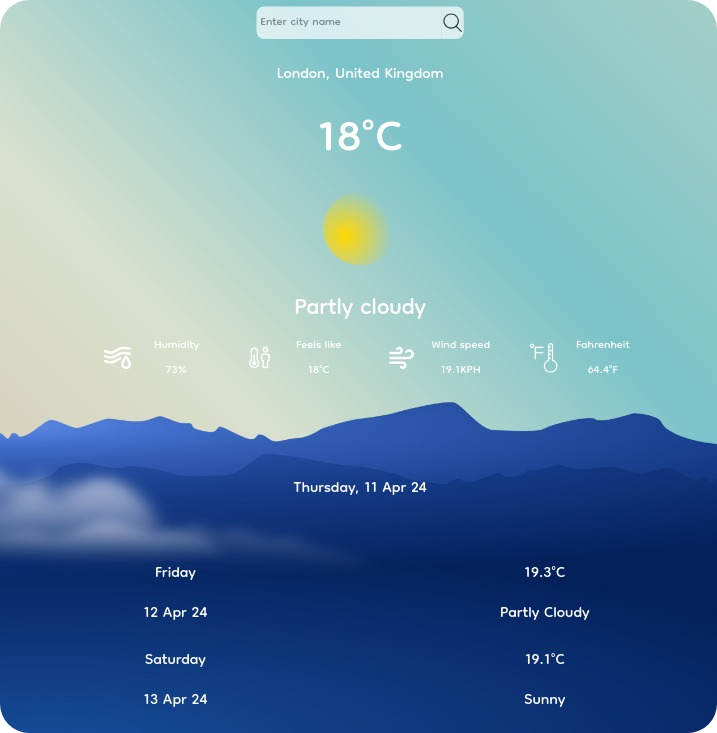 Enter city name
London, United Kingdom
18°C
Partly cloudy
Humidity
73%
Feels like
18°C
Wind speed
19.1KPH
°F
Fahrenheit
64.4°F
Thursday, 11 Apr 24
Friday
19.3°C
12 Apr 24
Partly Cloudy
Saturday
19.1°C
13 Apr 24
Sunny